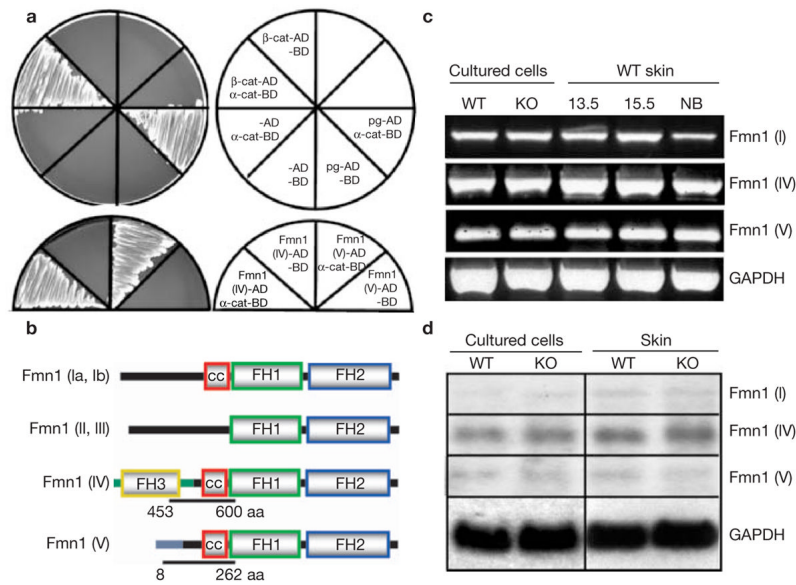 a
β-cat-AD
-BD
β-cat-AD
α-cat-BD
-AD
α-cat-BD
pg-AD
α-cat-BD
-AD
-BD
pg-AD
-BD
Fmn1
(IV)-AD
α-cat-BD
Fmn1
(IV)-AD
-BD
Fmn1
(V)-AD
α-cat-BD
Fmn1
(V)-AD
-BD
b
Fmn1 (Ia, Ib)
cc FH1 FH2
Fmn1 (II, III)
FH1 FH2
Fmn1 (IV)
FH3 cc FH1 FH2
453 600 aa
Fmn1 (V)
cc FH1 FH2
8 262 aa
c
Cultured cells WT skin
WT KO 13.5 15.5 NB
Fmn1 (I)
Fmn1 (IV)
Fmn1 (V)
GAPDH
d
Cultured cells Skin
WT KO WT KO
Fmn1 (I)
Fmn1 (IV)
Fmn1 (V)
GAPDH